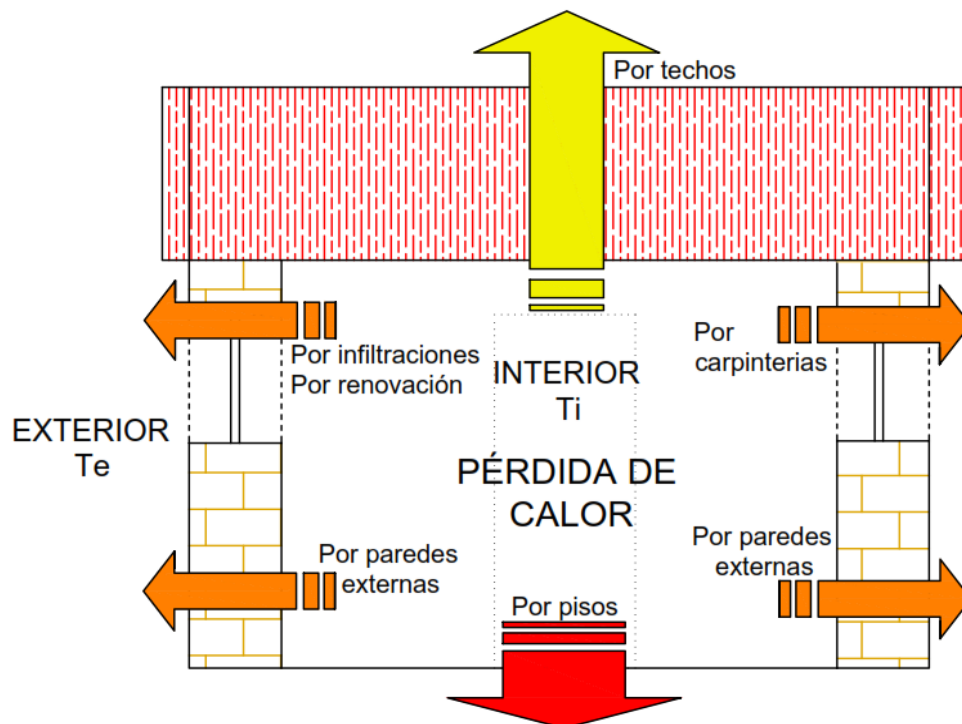 Por techos
Por infiltraciones
Por renovación
INTERIOR
Ti
Por
carpinterias
EXTERIOR
Te
PÉRDIDA DE
CALOR
Por paredes
externas
Por paredes
externas
Por pisos